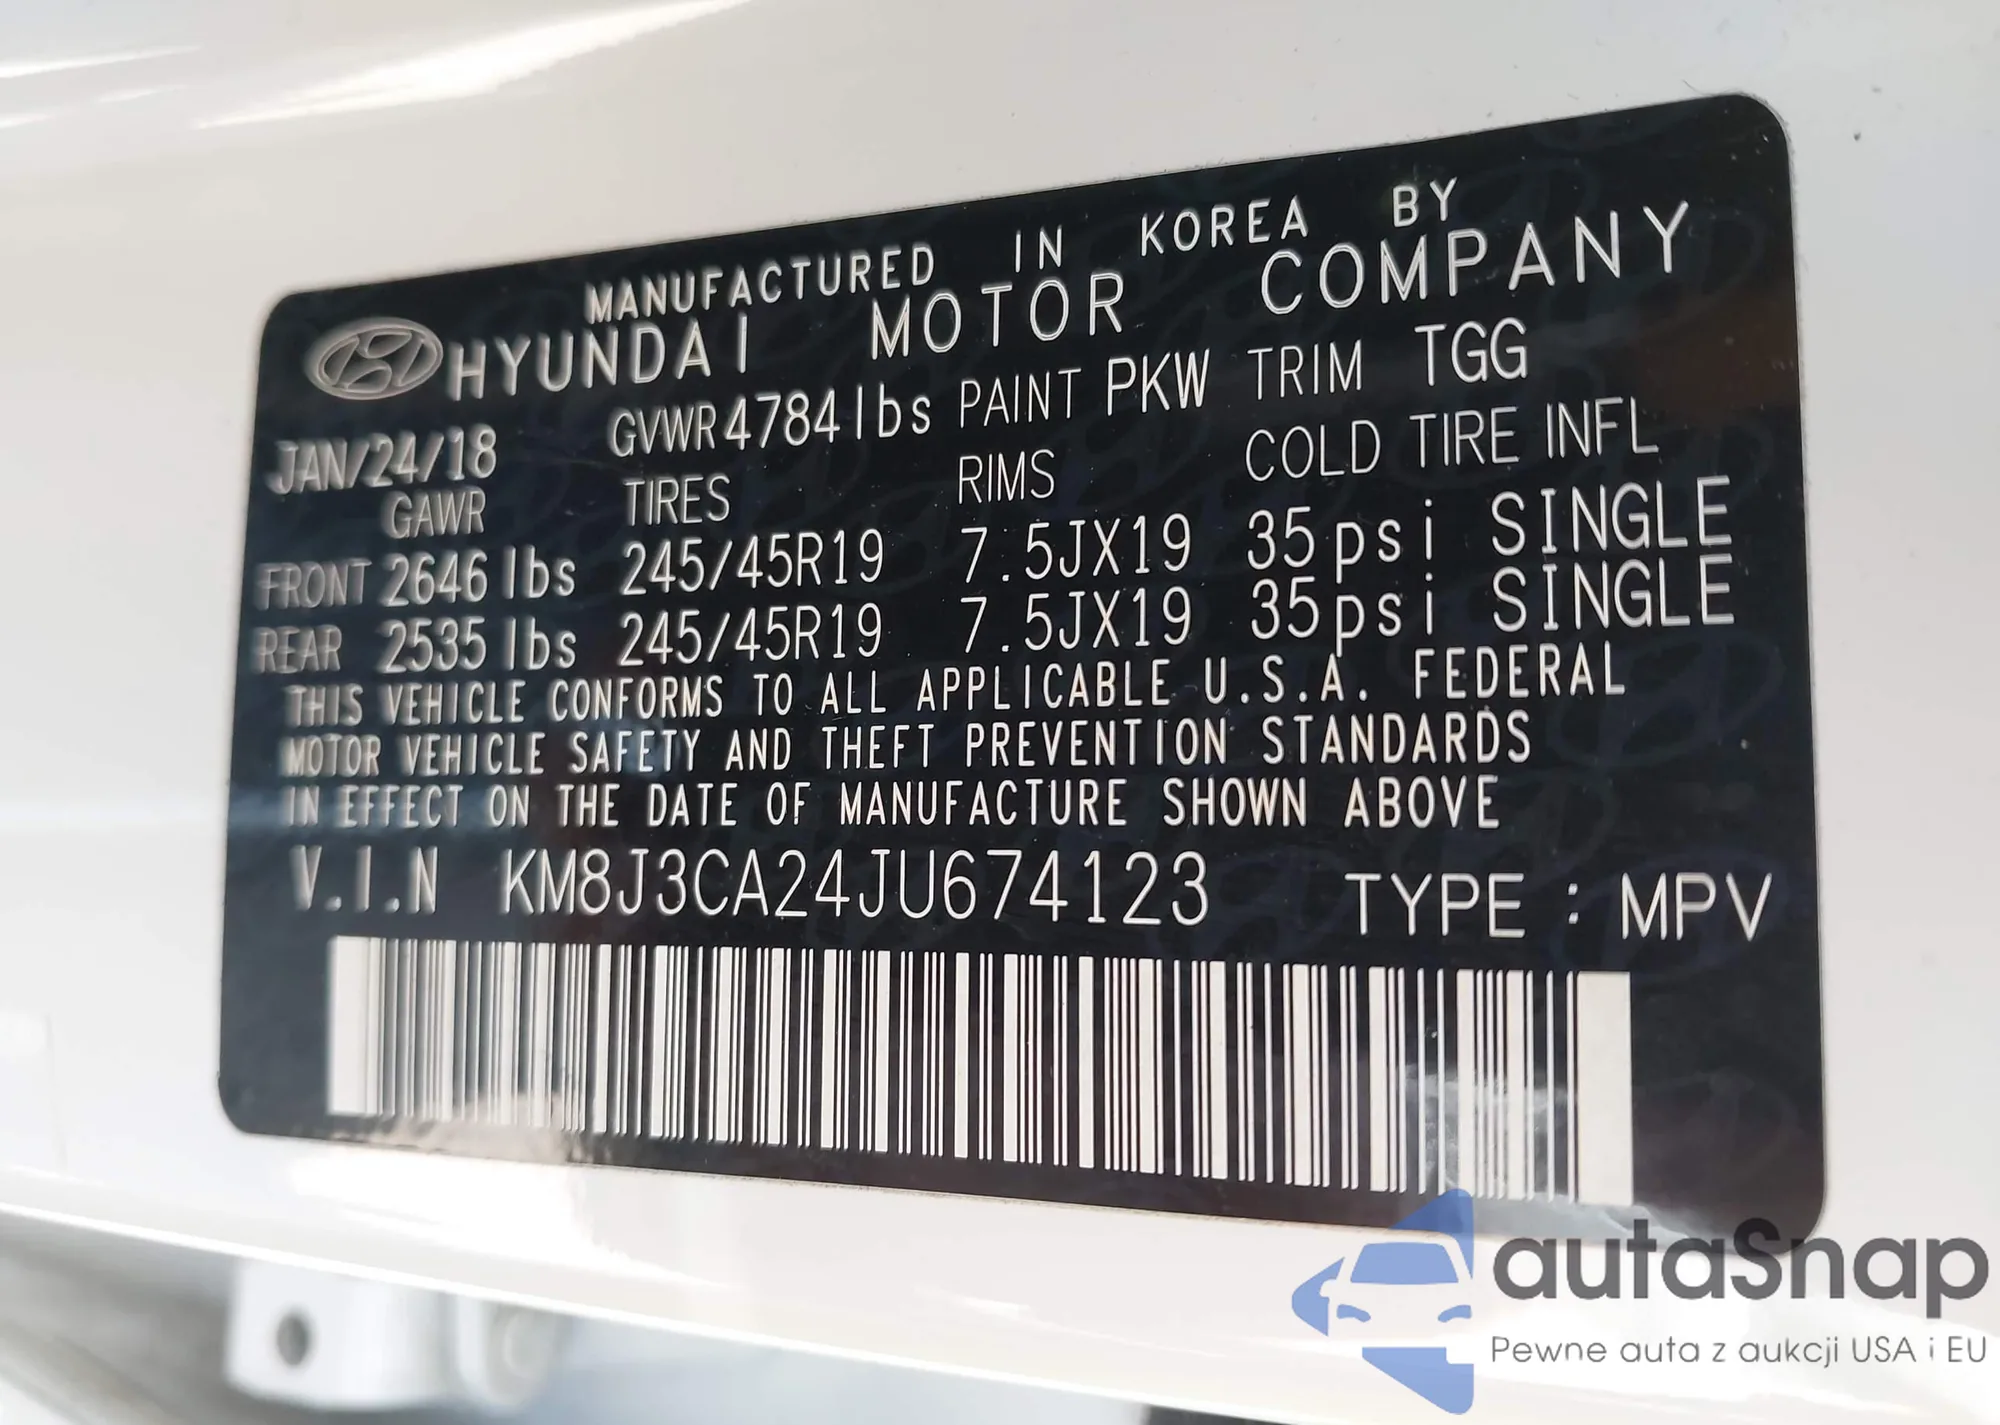 MANUFACTURED IN KOREA BY
HYUNDAI MOTOR COMPANY
JAN/24/18 GVWR 4784lbs PAINT PKW TRIM TGG
GAWR TIRES RIMS COLD TIRE INFL
FRONT 2646 lbs 245/45R19 7.5JX19 35psi SINGLE
REAR 2535 lbs 245/45R19 7.5JX19 35psi SINGLE
THIS VEHICLE CONFORMS TO ALL APPLICABLE U.S.A. FEDERAL
MOTOR VEHICLE SAFETY AND THEFT PREVENTION STANDARDS
IN EFFECT ON THE DATE OF MANUFACTURE SHOWN ABOVE
V.I.N KM8J3CA24JU674123 TYPE : MPV
autaSnap
Pewne auta z aukcji USA i EU